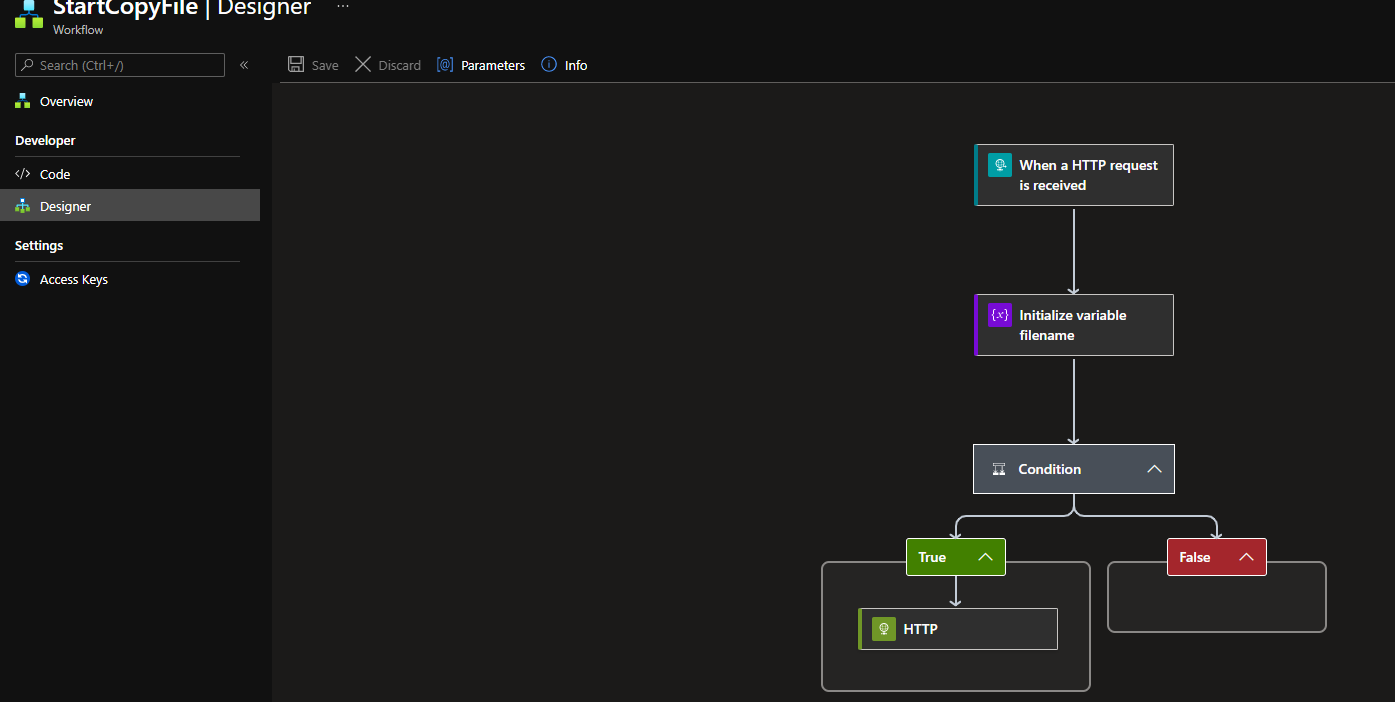 StartCopyFile | Designer ...
Workflow
Search (Ctrl+/)
«
Save
Discard
[@] Parameters
Info
Overview
Developer
</> Code
Designer
Settings
Access Keys
When a HTTP request
is received
{x} Initialize variable
filename
Condition
True
False
HTTP